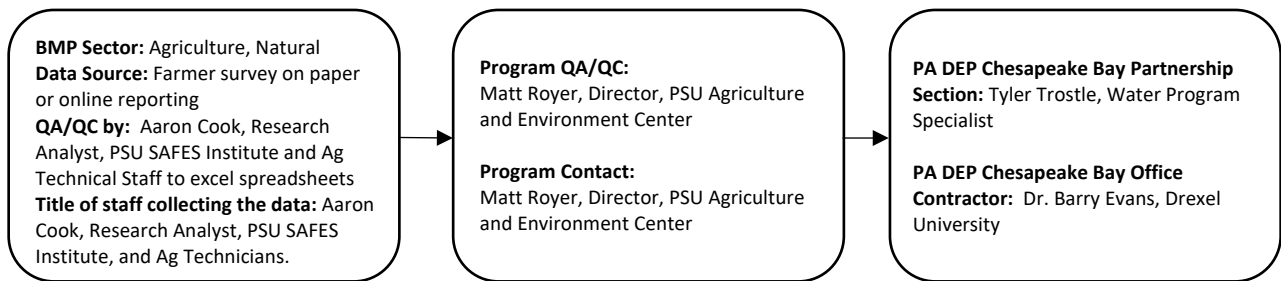 BMP Sector: Agriculture, Natural
Data Source: Farmer survey on paper
or online reporting
QA/QC by:  Aaron Cook, Research
Analyst, PSU SAFES Institute and Ag
Technical Staff to excel spreadsheets
Title of staff collecting the data: Aaron
Cook, Research Analyst, PSU SAFES
Institute, and Ag Technicians.
Program QA/QC:
Matt Royer, Director, PSU Agriculture
and Environment Center
Program Contact:
Matt Royer, Director, PSU Agriculture
and Environment Center
PA DEP Chesapeake Bay Partnership
Section: Tyler Trostle, Water Program
Specialist
PA DEP Chesapeake Bay Office
Contractor:  Dr. Barry Evans, Drexel
University